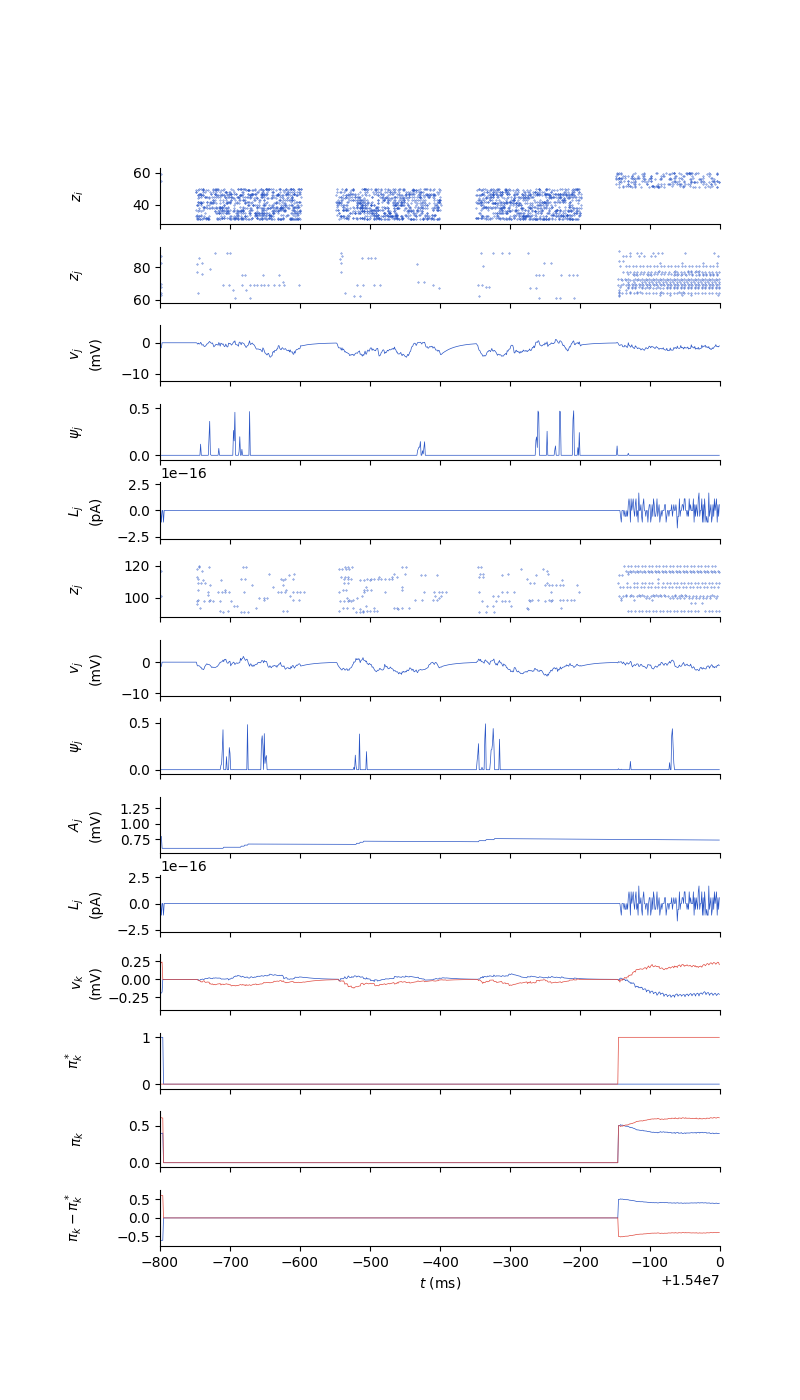 z_i
60
40
z_j
80
60
v_j
(mV)
0
−10
ψ_j
0.5
0.0
1e−16
L_j
(pA)
2.5
0.0
−2.5
z_j
120
100
v_j
(mV)
0
−10
ψ_j
0.5
0.0
A_j
(mV)
1.25
1.00
0.75
1e−16
L_j
(pA)
2.5
0.0
−2.5
v_k
(mV)
0.25
0.00
−0.25
π_k^*
1
0
π_k
0.5
0.0
π_k − π_k^*
0.5
0.0
−0.5
−800 −700 −600 −500 −400 −300 −200 −100 0
t (ms)
+1.54e7